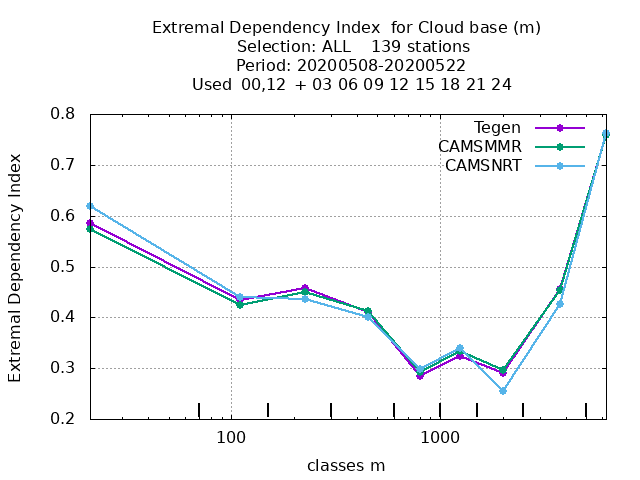 Extremal Dependency Index  for Cloud base (m)
Selection: ALL    139 stations
Period: 20200508-20200522
Used  00,12  + 03 06 09 12 15 18 21 24
Tegen
CAMSMMR
CAMSNRT
Extremal Dependency Index
0.8
0.7
0.6
0.5
0.4
0.3
0.2
100
1000
classes m